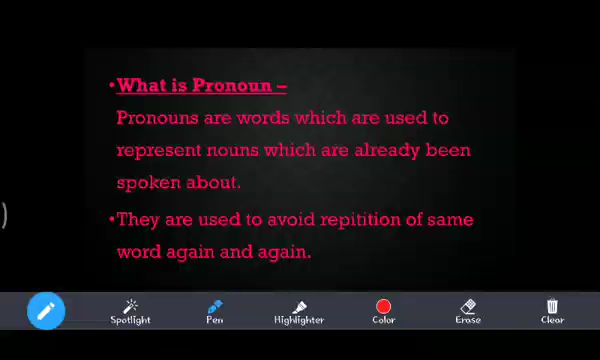 •What is Pronoun –
Pronouns are words which are used to
represent nouns which are already been
spoken about.
•They are used to avoid repitition of same
word again and again.
Spotlight
Pen
Highlighter
Color
Erase
Clear